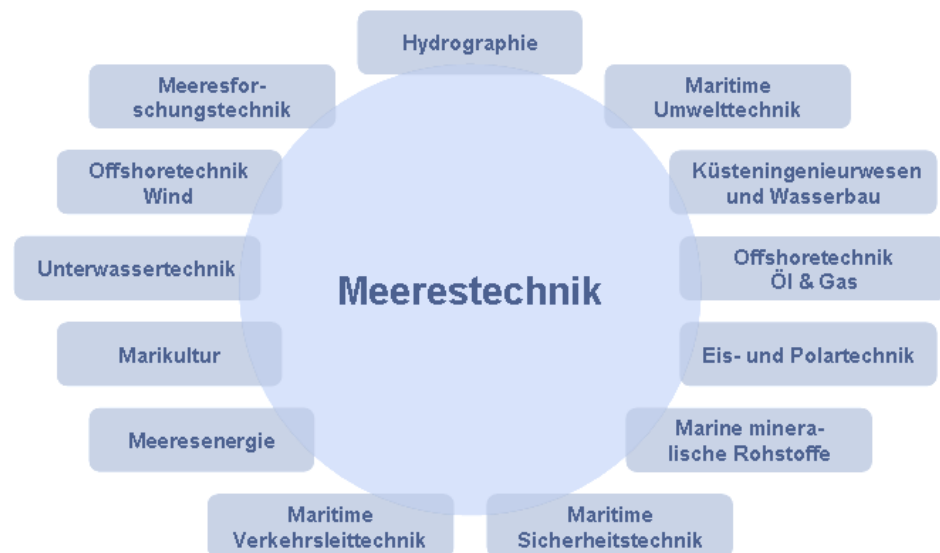 Hydrographie
Meeresfor-
schungstechnik
Maritime
Umwelttechnik
Offshoretechnik
Wind
Küsteningenieurwesen
und Wasserbau
Unterwassertechnik
Offshoretechnik
Öl & Gas
Meerestechnik
Marikultur
Eis- und Polartechnik
Meeresenergie
Marine minera-
lische Rohstoffe
Maritime
Verkehrsleittechnik
Maritime
Sicherheitstechnik